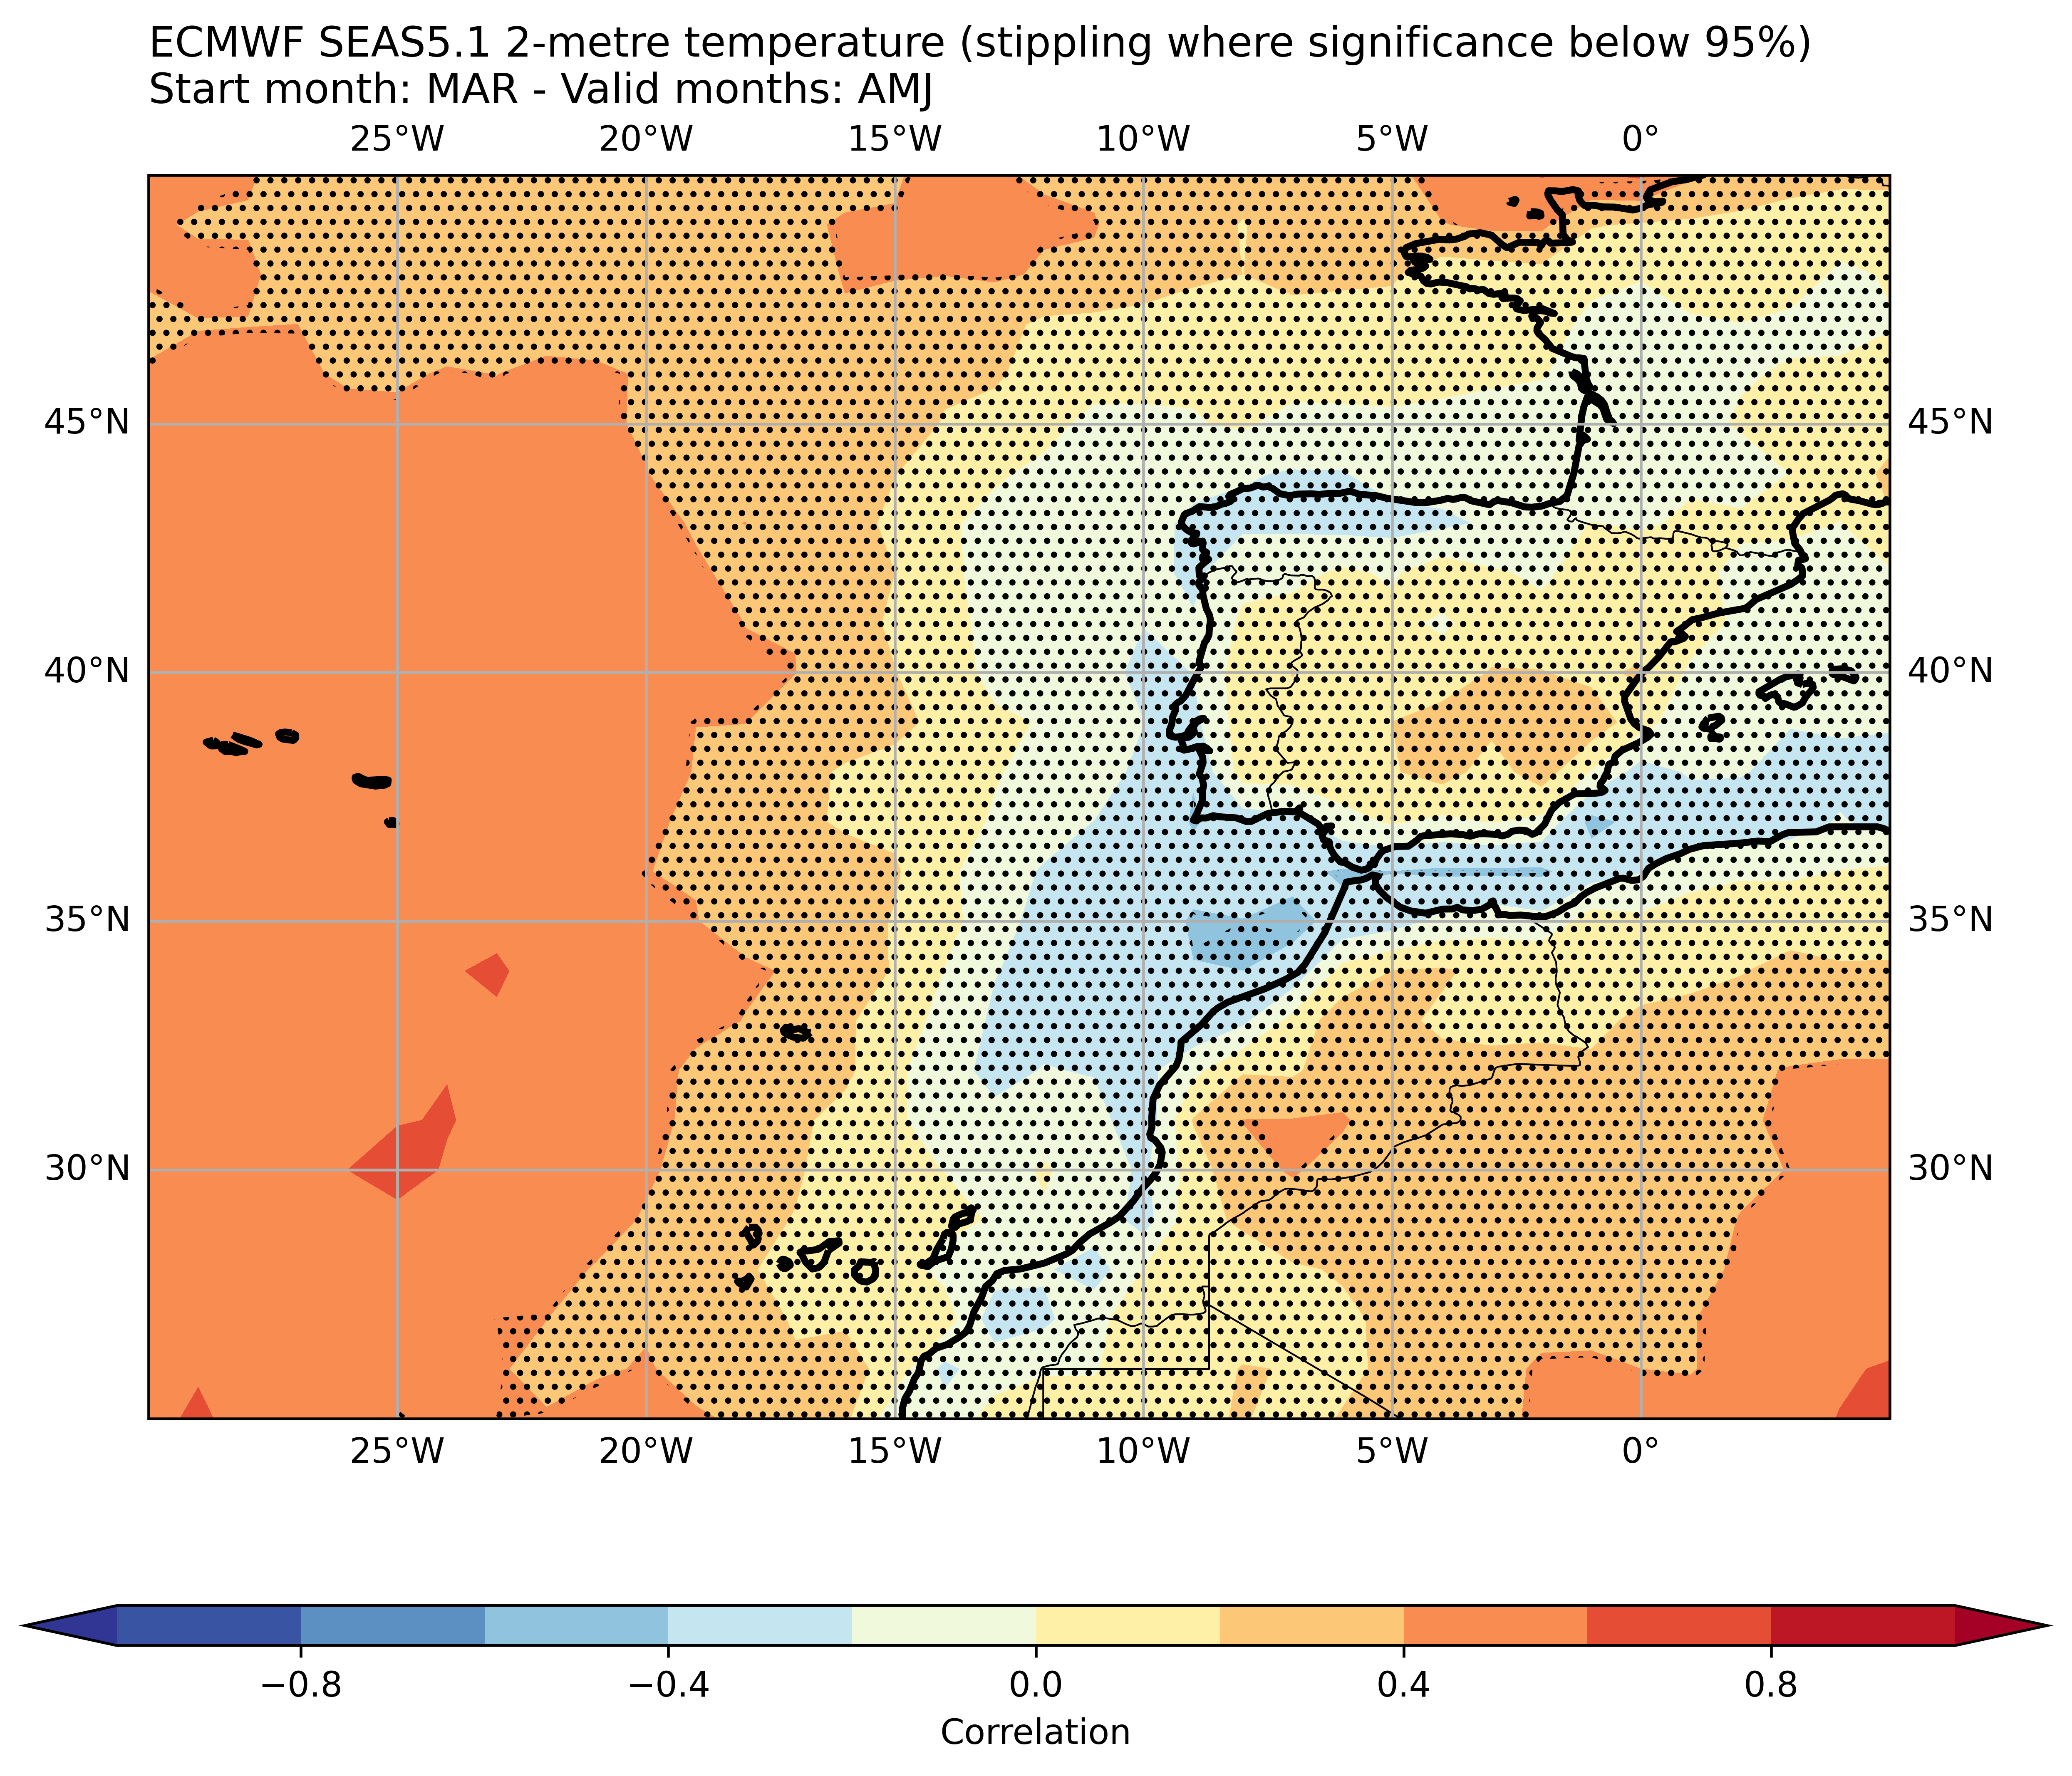 ECMWF SEAS5.1 2-metre temperature (stippling where significance below 95%)
Start month: MAR - Valid months: AMJ
25°W 20°W 15°W 10°W 5°W 0°
45°N 45°N
40°N 40°N
35°N 35°N
30°N 30°N
25°W 20°W 15°W 10°W 5°W 0°
−0.8 −0.4 0.0 0.4 0.8
Correlation